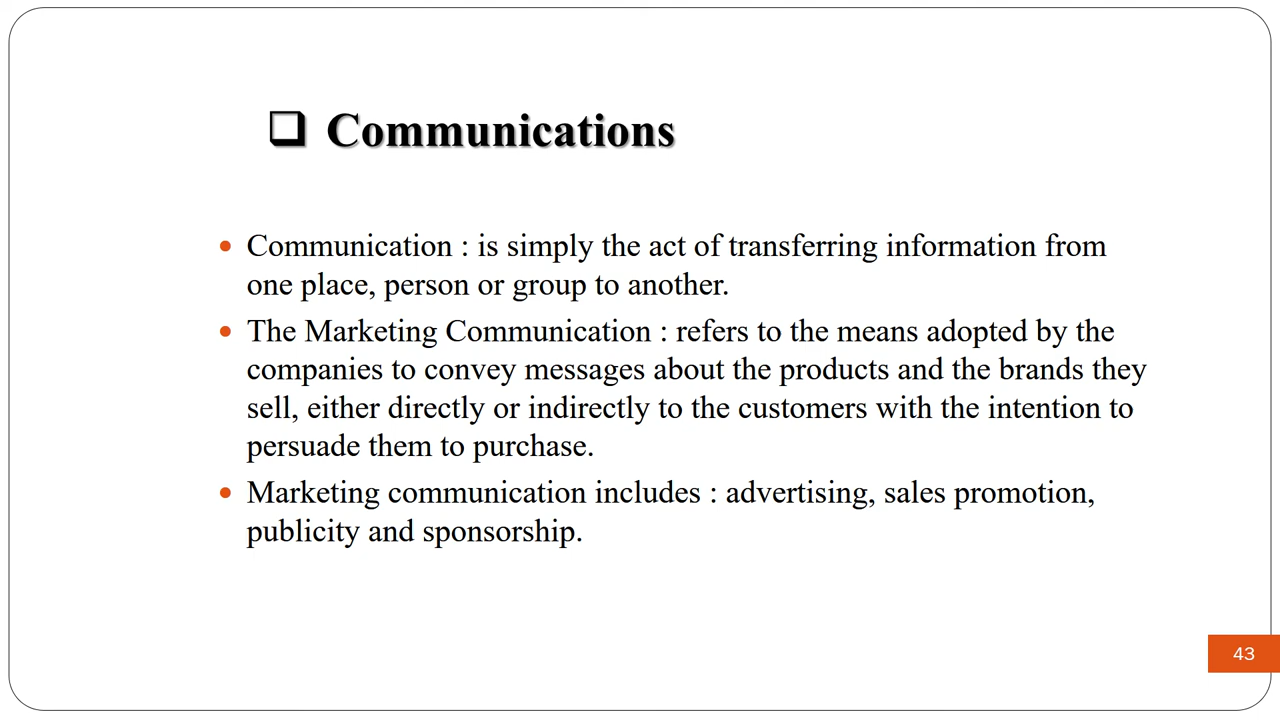 ❑ Communications
• Communication : is simply the act of transferring information from
one place, person or group to another.
• The Marketing Communication : refers to the means adopted by the
companies to convey messages about the products and the brands they
sell, either directly or indirectly to the customers with the intention to
persuade them to purchase.
• Marketing communication includes : advertising, sales promotion,
publicity and sponsorship.
43